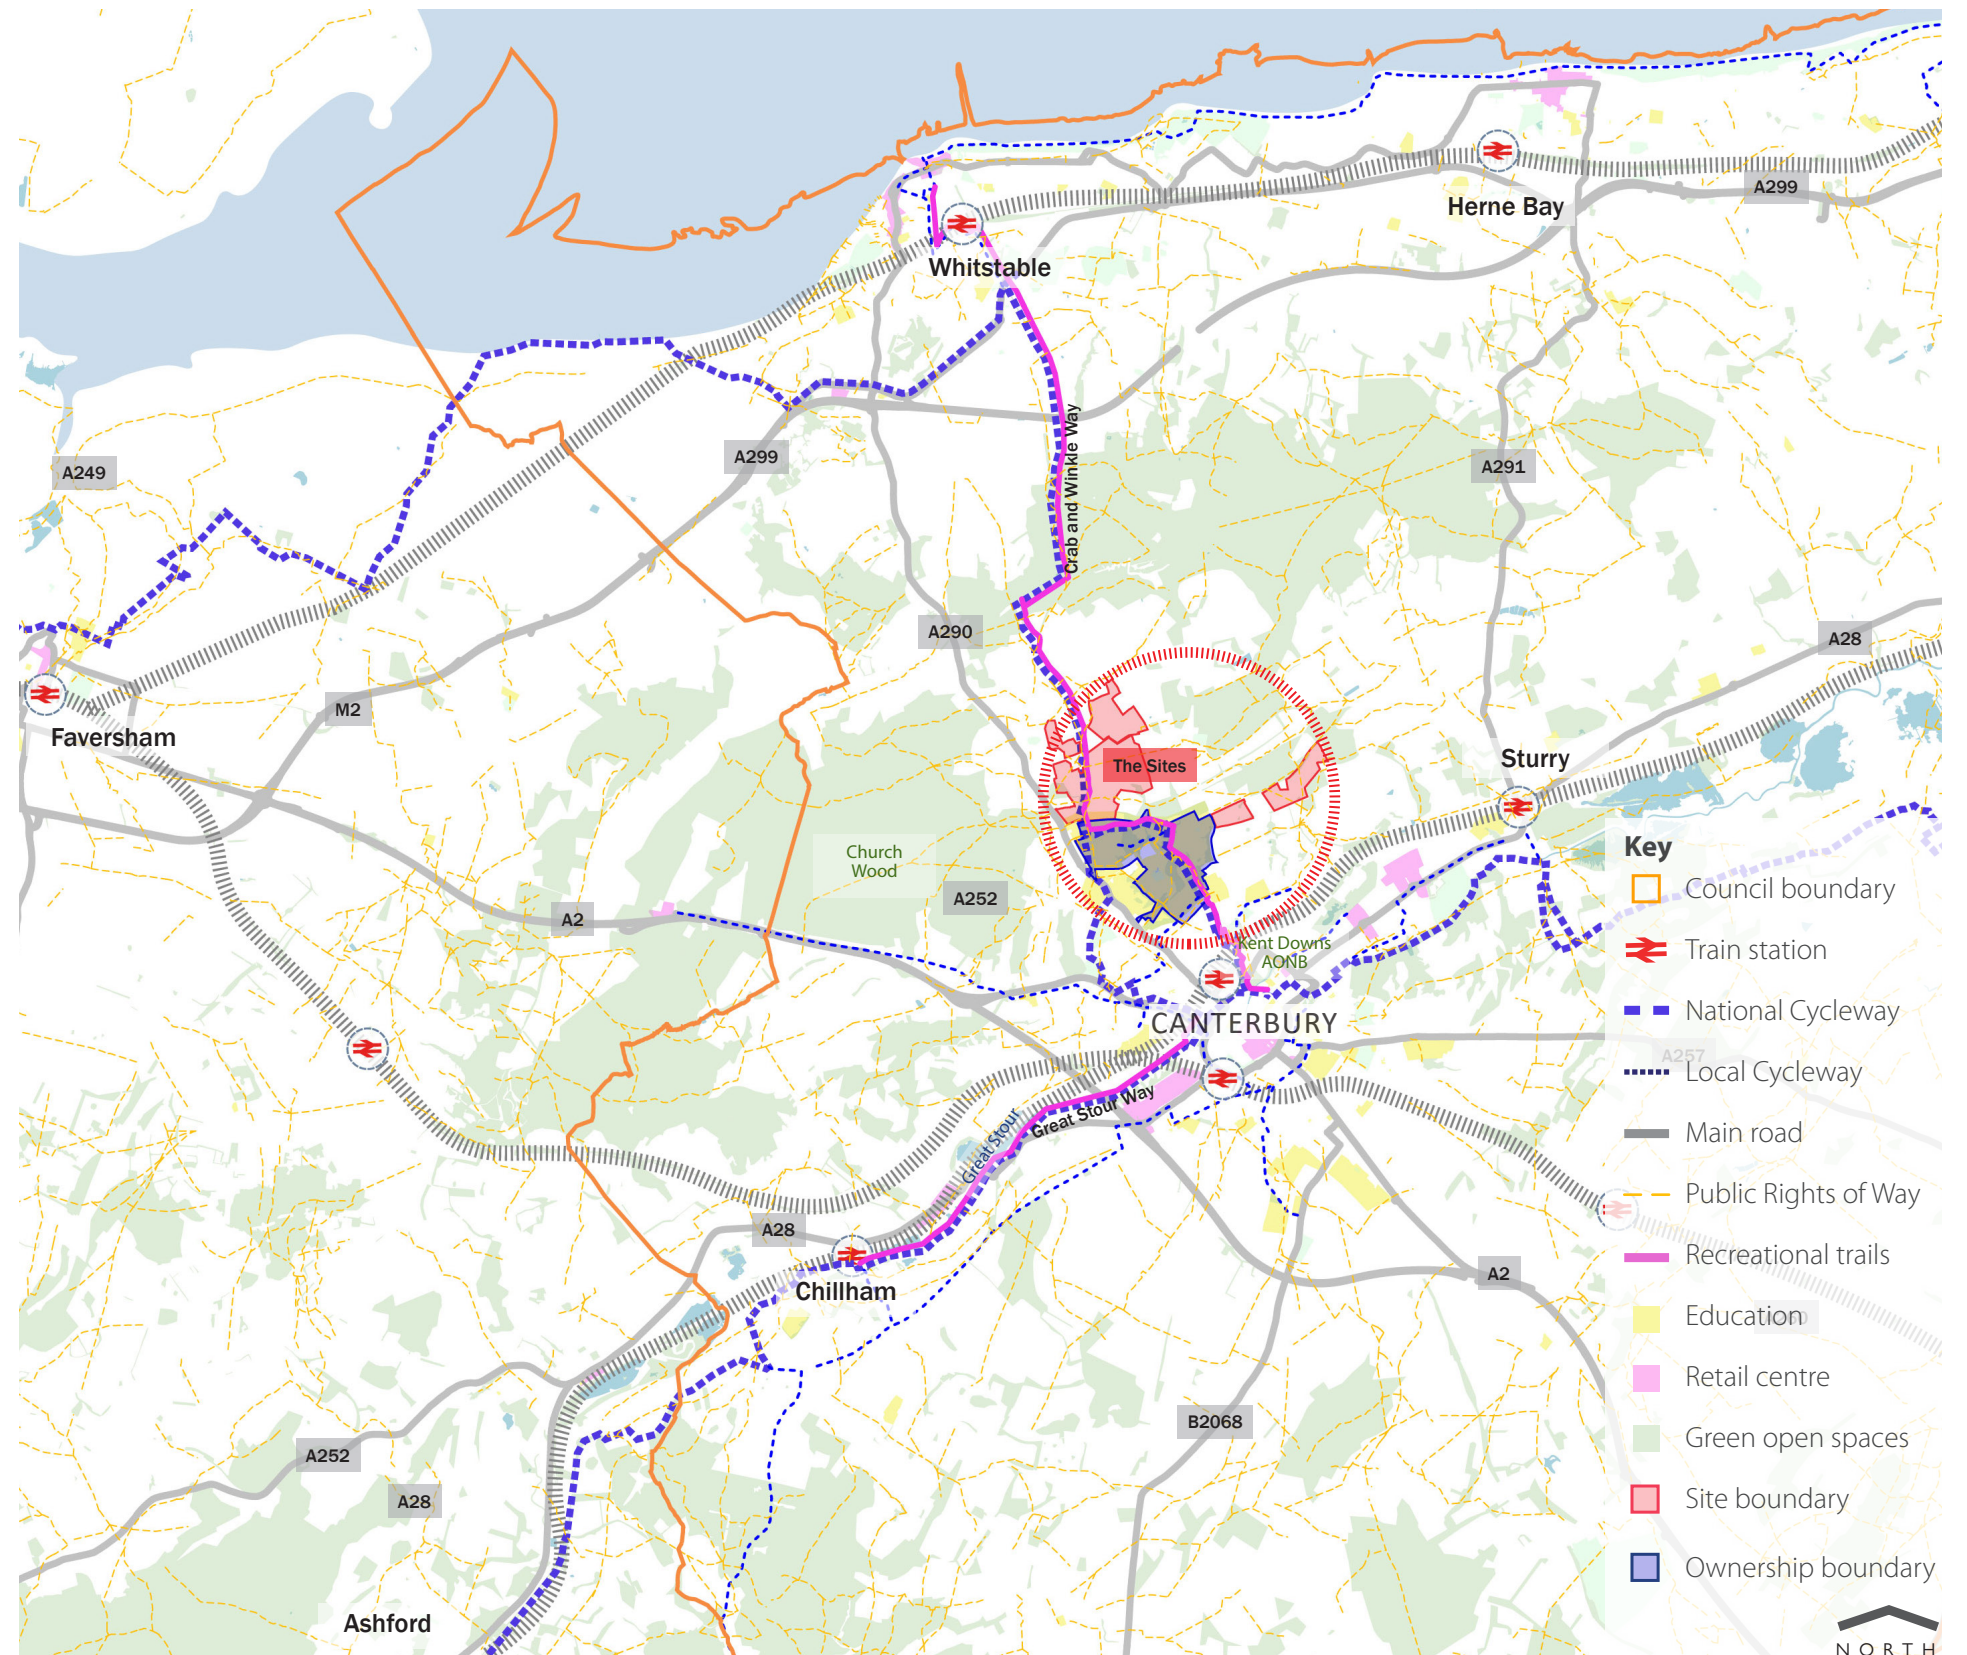 Herne Bay
A299
Whitstable
Crab and Winkle Way
A249
A299
A291
A290
A28
M2
Faversham
The Sites
Sturry
Church
Wood
A252
A2
Kent Downs
AONB
CANTERBURY
A257
Great Stour Way
Great Stour
A28
Chillham
A2
B2068
A252
A28
Ashford
Key
Council boundary
Train station
National Cycleway
Local Cycleway
Main road
Public Rights of Way
Recreational trails
Education
Retail centre
Green open spaces
Site boundary
Ownership boundary
NORTH